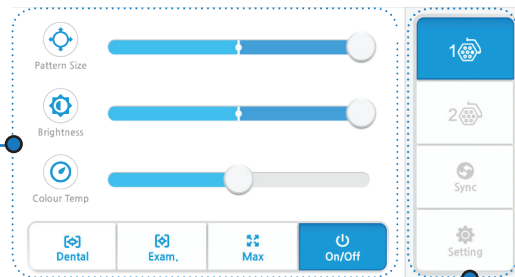 Pattern Size
Brightness
Colour Temp
Dental
Exam.
Max
On/Off
1
2
Sync
Setting